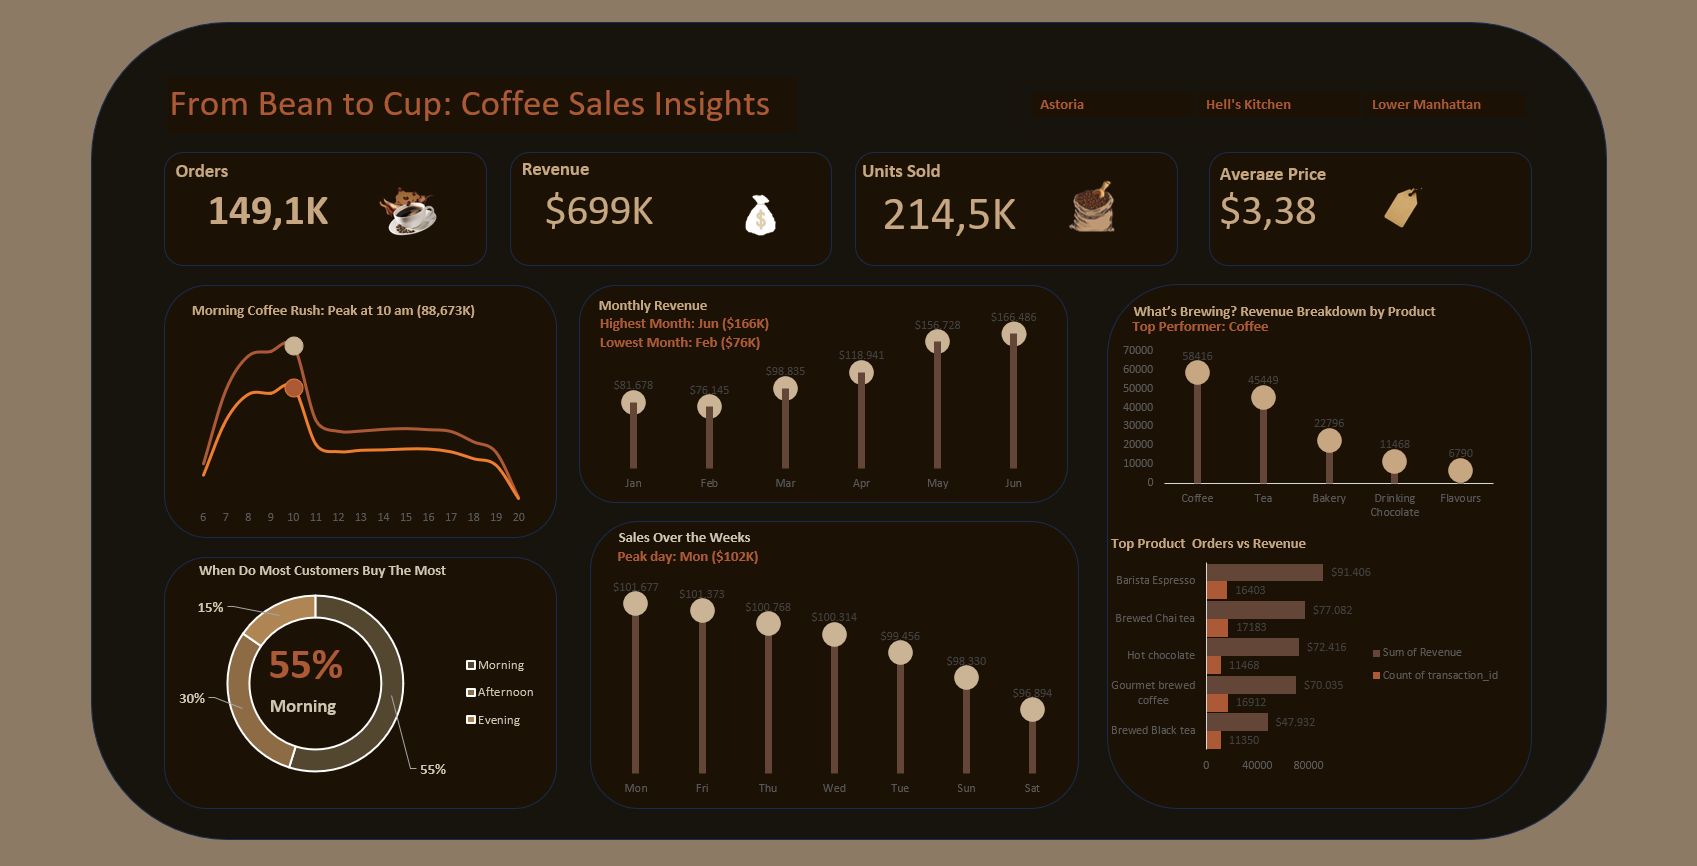 From Bean to Cup: Coffee Sales Insights
Astoria
Hell's Kitchen
Lower Manhattan
Orders
149,1K
Revenue
$699K
$
Units Sold
214,5K
Average Price
$3,38
Morning Coffee Rush: Peak at 10 am (88,673K)
6 7 8 9 10 11 12 13 14 15 16 17 18 19 20
When Do Most Customers Buy The Most
15%
30%
55%
55%
Morning
Morning
Afternoon
Evening
Monthly Revenue
Highest Month: Jun ($166K)
Lowest Month: Feb ($76K)
$81,678 $76,145 $98,835 $118,941 $156,728 $166,486
Jan Feb Mar Apr May Jun
Sales Over the Weeks
Peak day: Mon ($102K)
$101,677 $101,373 $100,768 $100,314 $99,456 $98,330 $96,894
Mon Fri Thu Wed Tue Sun Sat
What's Brewing? Revenue Breakdown by Product
Top Performer: Coffee
70000
60000
50000
40000
30000
20000
10000
0
58416 45449 22796 11468 6790
Coffee Tea Bakery Drinking Flavours
Chocolate
Top Product Orders vs Revenue
Barista Espresso
$91.406
16403
Brewed Chai tea
$77.082
17183
Hot chocolate
$72.416
11468
Gourmet brewed
coffee
$70.035
16912
Brewed Black tea
$47.932
11350
0 40000 80000
Sum of Revenue
Count of transaction_id